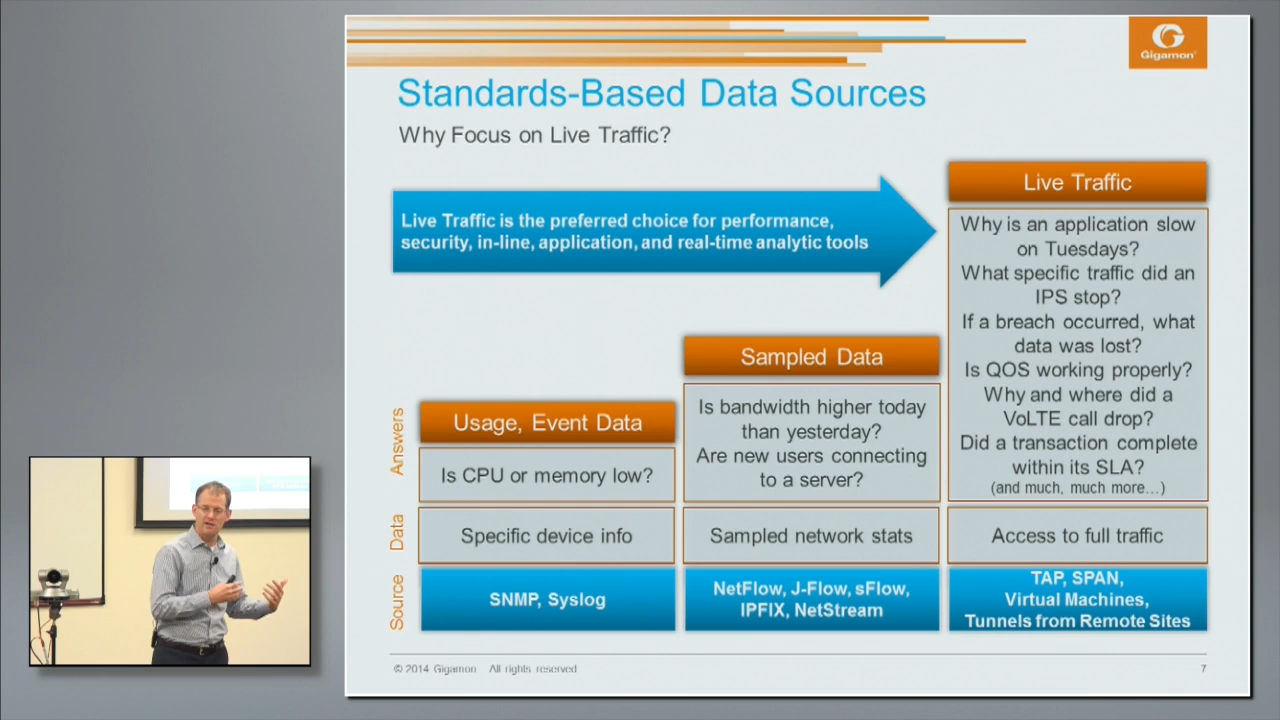 Gigamon
Standards-Based Data Sources
Why Focus on Live Traffic?
Live Traffic is the preferred choice for performance,
security, in-line, application, and real-time analytic tools
Live Traffic
Why is an application slow
on Tuesdays?
What specific traffic did an
IPS stop?
If a breach occurred, what
data was lost?
Is QOS working properly?
Why and where did a
VoLTE call drop?
Did a transaction complete
within its SLA?
(and much, much more…)
Sampled Data
Is bandwidth higher today
than yesterday?
Are new users connecting
to a server?
Usage, Event Data
Is CPU or memory low?
Answers
Data
Specific device info
Sampled network stats
Access to full traffic
Source
SNMP, Syslog
NetFlow, J-Flow, sFlow,
IPFIX, NetStream
TAP, SPAN,
Virtual Machines,
Tunnels from Remote Sites
© 2014 Gigamon All rights reserved
7